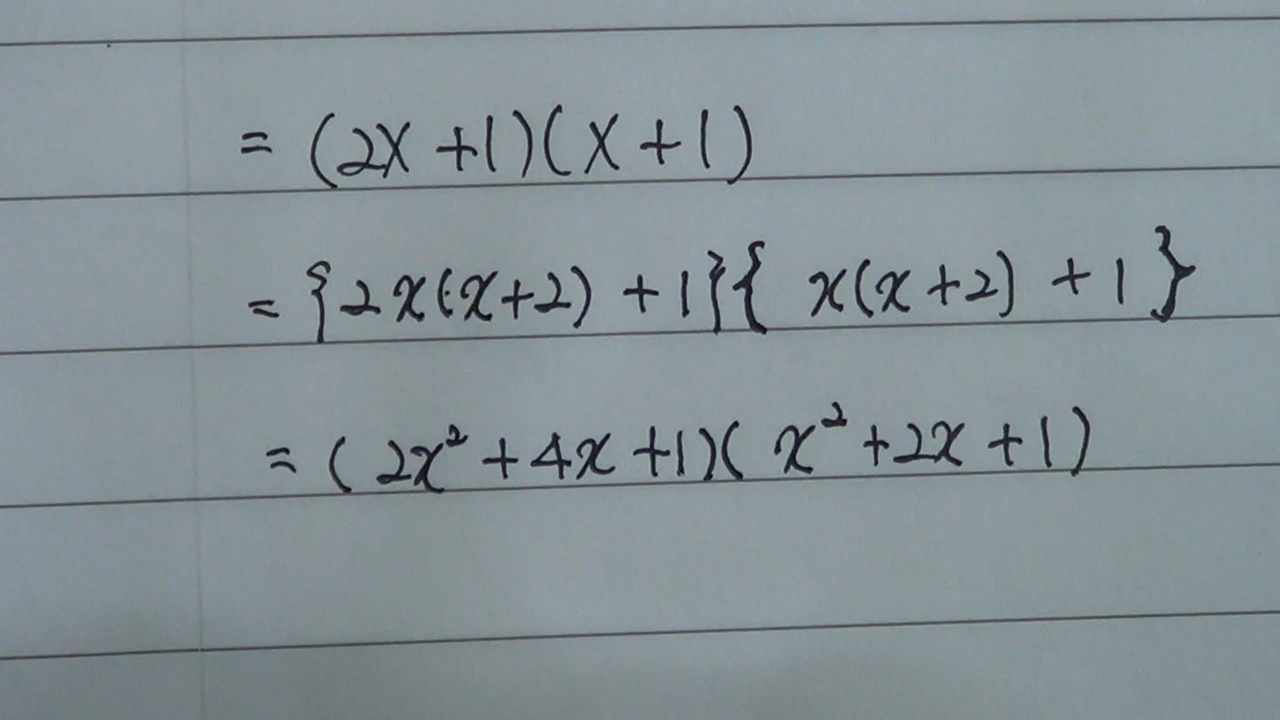 = (2X+1)(X+1)
= {2x(x+2)+1}{ x(x+2) +1}
= (2x²+4x+1)(x²+2x+1)